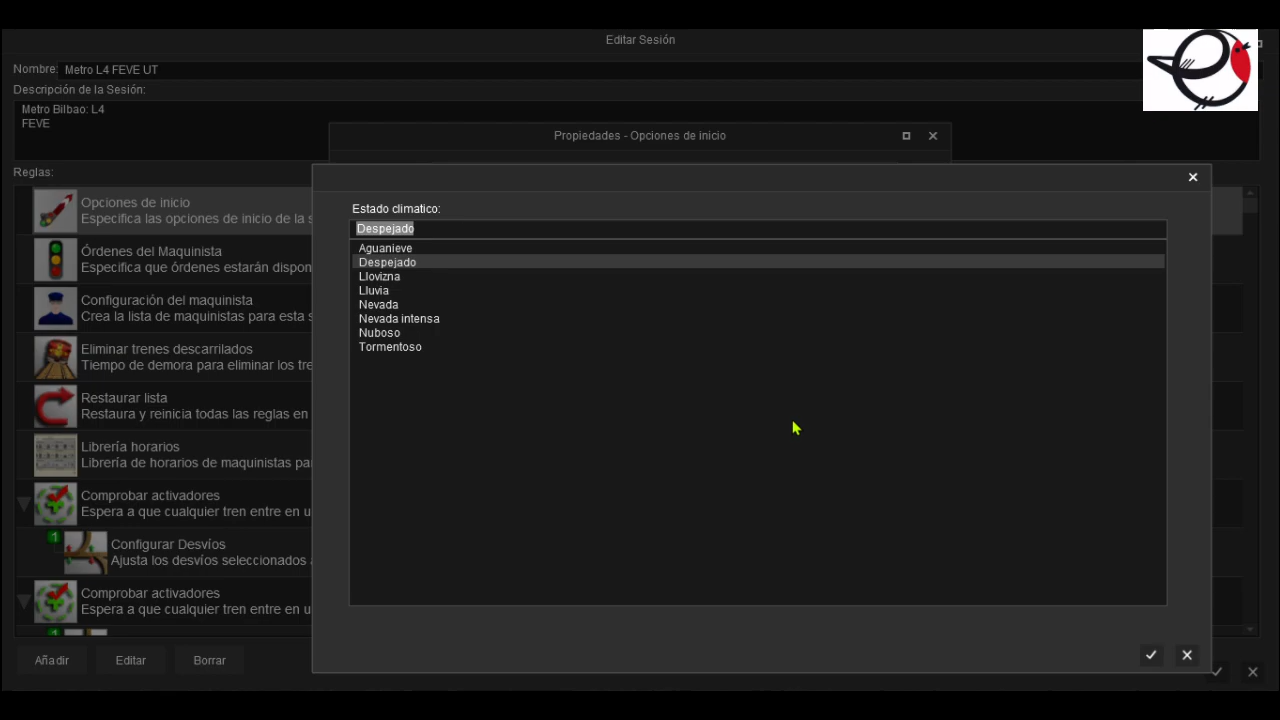 Editar Sesión
Nombre: Metro L4 FEVE UT
Descripción de la Sesión:
Metro Bilbao: L4
FEVE
Propiedades - Opciones de inicio
Reglas:
Opciones de inicio
Especifica las opciones de inicio de la s
Órdenes del Maquinista
Especifica que órdenes estarán dispon
Configuración del maquinista
Crea la lista de maquinistas para esta s
Eliminar trenes descarrilados
Tiempo de demora para eliminar los tre
Restaurar lista
Restaura y reinicia todas las reglas en
Librería horarios
Librería de horarios de maquinistas pa
Comprobar activadores
Espera a que cualquier tren entre en u
1
Configurar Desvíos
Ajusta los desvíos seleccionados a
Comprobar activadores
Espera a que cualquier tren entre en u
1
Estado climatico:
Despejado
Aguanieve
Despejado
Llovizna
Lluvia
Nevada
Nevada intensa
Nuboso
Tormentoso
Añadir
Editar
Borrar